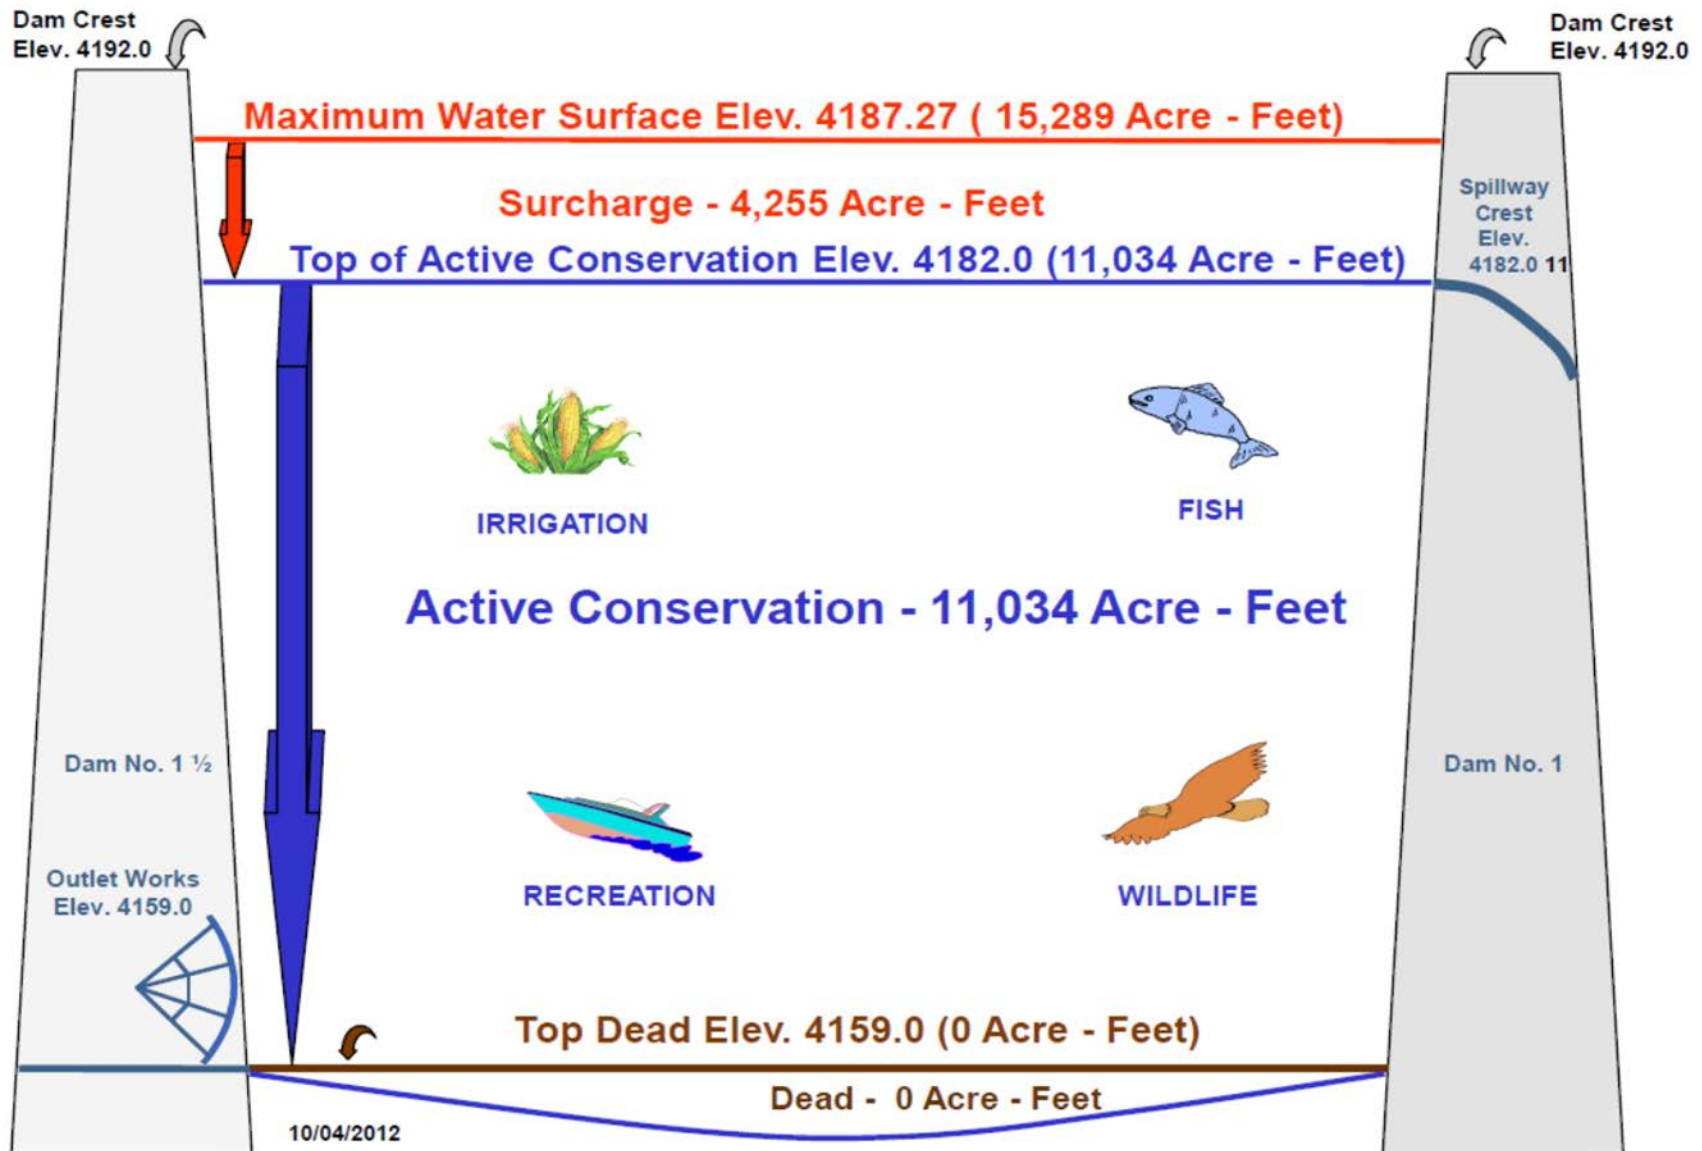 Dam Crest
Elev. 4192.0
Dam Crest
Elev. 4192.0
Maximum Water Surface Elev. 4187.27 ( 15,289 Acre - Feet)
Surcharge - 4,255 Acre - Feet
Spillway
Crest
Elev.
4182.0 11
Top of Active Conservation Elev. 4182.0 (11,034 Acre - Feet)
IRRIGATION
FISH
Active Conservation - 11,034 Acre - Feet
Dam No. 1 ½
Dam No. 1
Outlet Works
Elev. 4159.0
RECREATION
WILDLIFE
Top Dead Elev. 4159.0 (0 Acre - Feet)
Dead - 0 Acre - Feet
10/04/2012